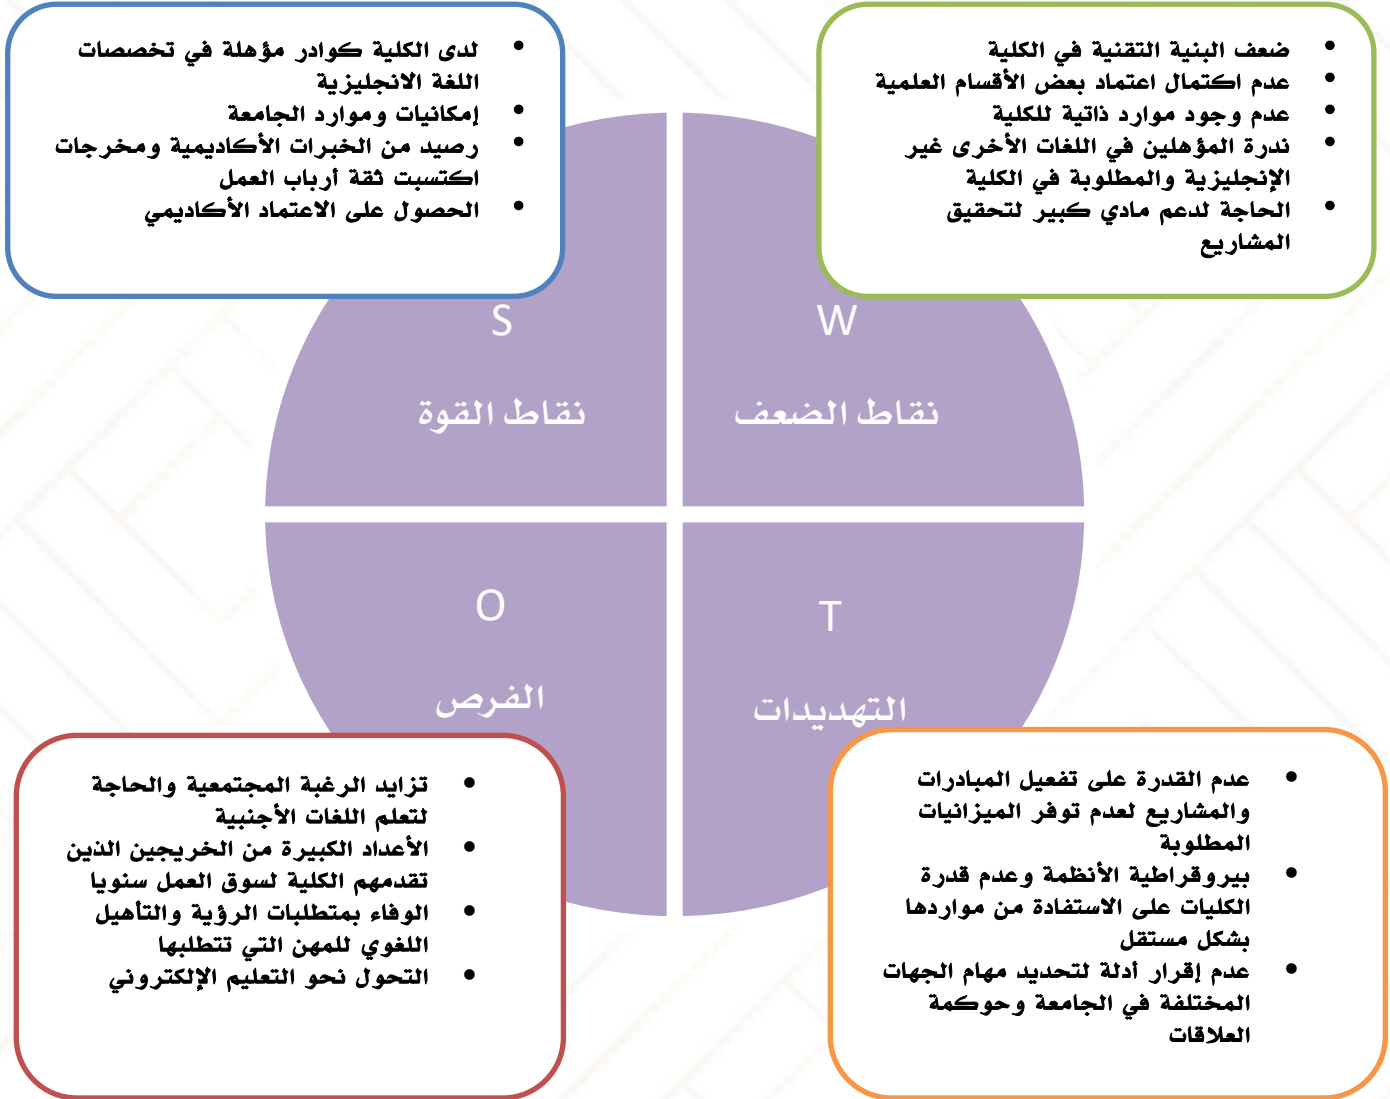 • لدى الكلية كوادر مؤهلة في تخصصات
اللغة الانجليزية
• إمكانيات وموارد الجامعة
• رصيد من الخبرات الأكاديمية ومخرجات
اكتسبت ثقة أرباب العمل
• الحصول على الاعتماد الأكاديمي
S
نقاط القوة
• ضعف البنية التقنية في الكلية
• عدم اكتمال اعتماد بعض الأقسام العلمية
• عدم وجود موارد ذاتية للكلية
• ندرة المؤهلين في اللغات الأخرى غير
الإنجليزية والمطلوبة في الكلية
• الحاجة لدعم مادي كبير لتحقيق
المشاريع
W
نقاط الضعف
O
الفرص
• تزايد الرغبة المجتمعية والحاجة
لتعلم اللغات الأجنبية
• الأعداد الكبيرة من الخريجين الذين
تقدمهم الكلية لسوق العمل سنويا
• الوفاء بمتطلبات الرؤية والتأهيل
اللغوي للمهن التي تتطلبها
• التحول نحو التعليم الإلكتروني
T
التهديدات
• عدم القدرة على تفعيل المبادرات
والمشاريع لعدم توفر الميزانيات
المطلوبة
• بيروقراطية الأنظمة وعدم قدرة
الكليات على الاستفادة من مواردها
بشكل مستقل
• عدم إقرار أدلة لتحديد مهام الجهات
المختلفة في الجامعة وحوكمة
العلاقات